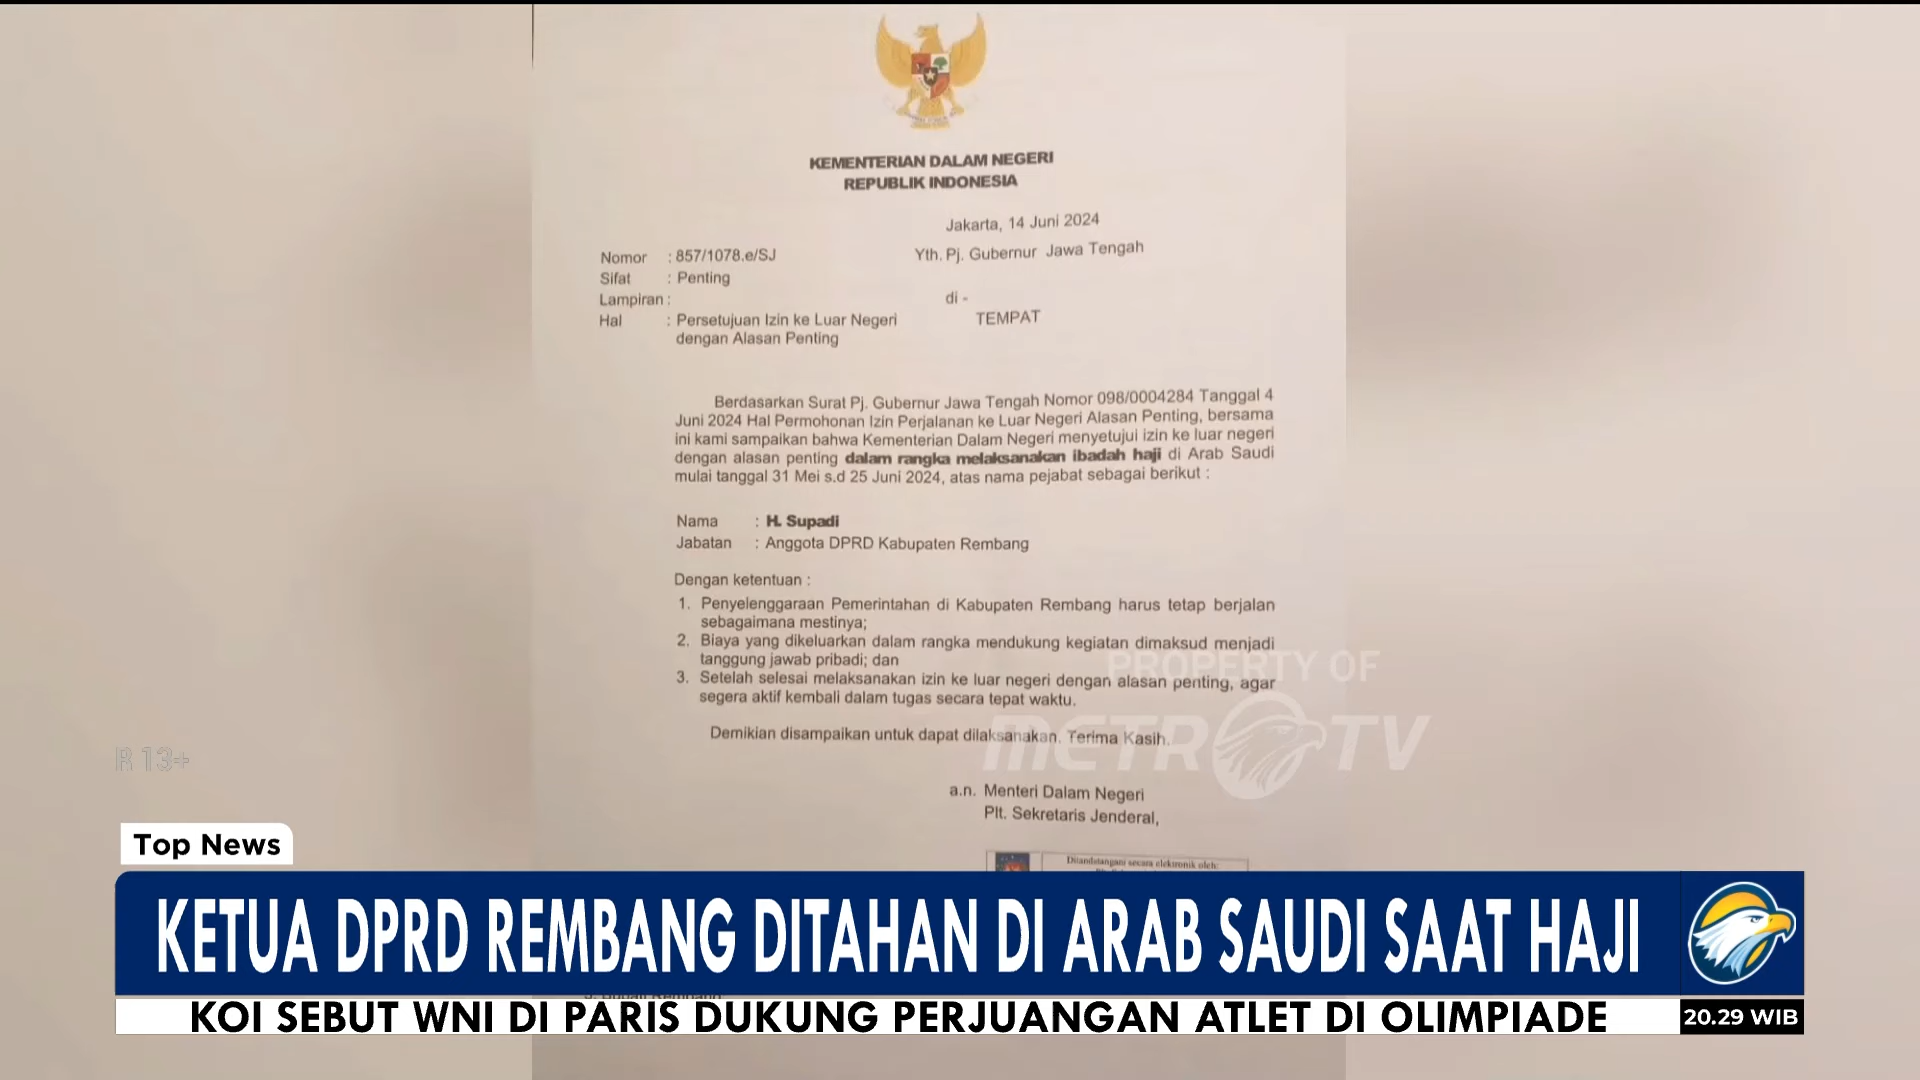 KEMENTERIAN DALAM NEGERI
REPUBLIK INDONESIA
Jakarta, 14 Juni 2024
Nomor : 857/1078.e/SJ
Sifat : Penting
Lampiran :
Hal : Persetujuan Izin ke Luar Negeri
dengan Alasan Penting
Yth. Pj. Gubernur Jawa Tengah
di -
TEMPAT
Berdasarkan Surat Pj. Gubernur Jawa Tengah Nomor 098/0004284 Tanggal 4
Juni 2024 Hal Permohonan Izin Perjalanan ke Luar Negeri Alasan Penting, bersama
ini kami sampaikan bahwa Kementerian Dalam Negeri menyetujui izin ke luar negeri
dengan alasan penting dalam rangka melaksanakan ibadah haji di Arab Saudi
mulai tanggal 31 Mei s.d 25 Juni 2024, atas nama pejabat sebagai berikut :
Nama : H. Supadi
Jabatan : Anggota DPRD Kabupaten Rembang
Dengan ketentuan :
1. Penyelenggaraan Pemerintahan di Kabupaten Rembang harus tetap berjalan
sebagaimana mestinya;
2. Biaya yang dikeluarkan dalam rangka mendukung kegiatan dimaksud menjadi
tanggung jawab pribadi; dan
3. Setelah selesai melaksanakan izin ke luar negeri dengan alasan penting, agar
segera aktif kembali dalam tugas secara tepat waktu.
Demikian disampaikan untuk dapat dilaksanakan. Terima Kasih.
PROPERTY OF
METRO TV
a.n. Menteri Dalam Negeri
Plt. Sekretaris Jenderal,
Ditandatangani secara elektronik oleh:
R 13+
Top News
KETUA DPRD REMBANG DITAHAN DI ARAB SAUDI SAAT HAJI
KOI SEBUT WNI DI PARIS DUKUNG PERJUANGAN ATLET DI OLIMPIADE
20.29 WIB